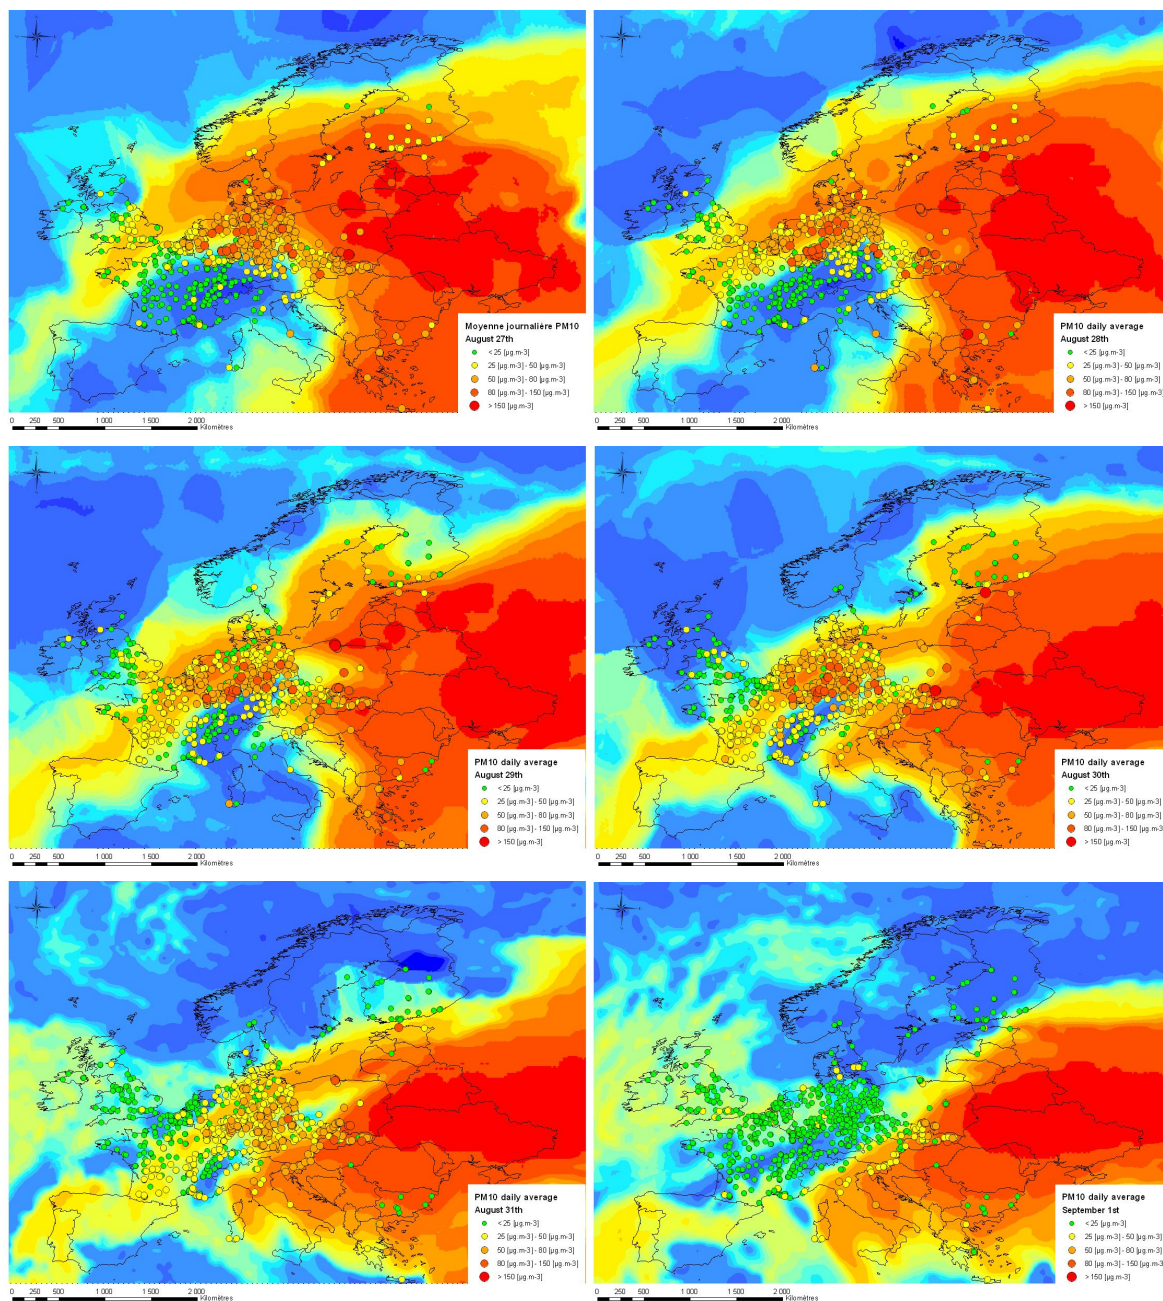 Moyenne journalière PM10
August 27th
< 25 [µg.m-3]
25 [µg.m-3] - 50 [µg.m-3]
50 [µg.m-3] - 80 [µg.m-3]
80 [µg.m-3] - 150 [µg.m-3]
> 150 [µg.m-3]
0 250 500 1 000 1 500 2 000
Kilomètres
PM10 daily average
August 28th
< 25 [µg.m-3]
25 [µg.m-3] - 50 [µg.m-3]
50 [µg.m-3] - 80 [µg.m-3]
80 [µg.m-3] - 150 [µg.m-3]
> 150 [µg.m-3]
0 250 500 1 000 1 500 2 000
Kilomètres
PM10 daily average
August 29th
< 25 [µg.m-3]
25 [µg.m-3] - 50 [µg.m-3]
50 [µg.m-3] - 80 [µg.m-3]
80 [µg.m-3] - 150 [µg.m-3]
> 150 [µg.m-3]
0 250 500 1 000 1 500 2 000
Kilomètres
PM10 daily average
August 30th
< 25 [µg.m-3]
25 [µg.m-3] - 50 [µg.m-3]
50 [µg.m-3] - 80 [µg.m-3]
80 [µg.m-3] - 150 [µg.m-3]
> 150 [µg.m-3]
0 250 500 1 000 1 500 2 000
Kilomètres
PM10 daily average
August 31th
< 25 [µg.m-3]
25 [µg.m-3] - 50 [µg.m-3]
50 [µg.m-3] - 80 [µg.m-3]
80 [µg.m-3] - 150 [µg.m-3]
> 150 [µg.m-3]
0 250 500 1 000 1 500 2 000
Kilomètres
PM10 daily average
September 1st
< 25 [µg.m-3]
25 [µg.m-3] - 50 [µg.m-3]
50 [µg.m-3] - 80 [µg.m-3]
80 [µg.m-3] - 150 [µg.m-3]
> 150 [µg.m-3]
0 250 500 1 000 1 500 2 000
Kilomètres